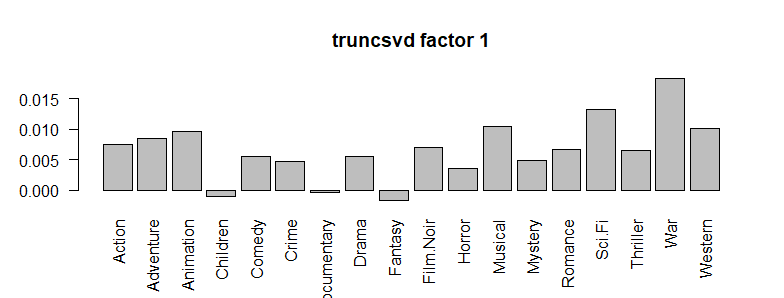 truncsvd factor 1
0.015
0.010
0.005
0.000
Action
Adventure
Animation
Children
Comedy
Crime
ocumentary
Drama
Fantasy
Film.Noir
Horror
Musical
Mystery
Romance
Sci.Fi
Thriller
War
Western